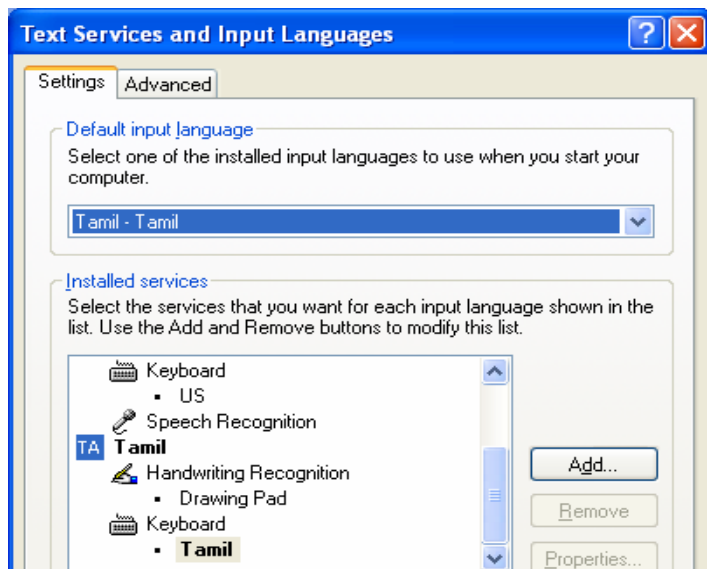 Text Services and Input Languages
Settings
Advanced
Default input language
Select one of the installed input languages to use when you start your
computer.
Tamil - Tamil
Installed services
Select the services that you want for each input language shown in the
list. Use the Add and Remove buttons to modify this list.
Keyboard
US
Speech Recognition
TA Tamil
Handwriting Recognition
Drawing Pad
Keyboard
Tamil
Add...
Remove
Properties...